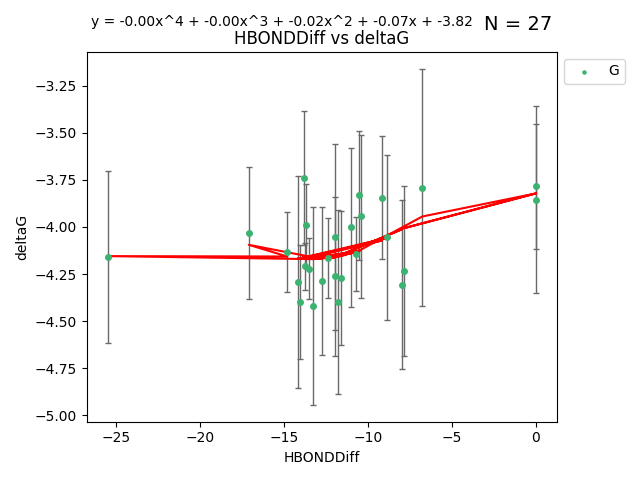 y = -0.00x^4 + -0.00x^3 + -0.02x^2 + -0.07x + -3.82 N = 27
HBONDDiff vs deltaG
G
−3.25
−3.50
−3.75
−4.00
−4.25
−4.50
−4.75
−5.00
deltaG
−25 −20 −15 −10 −5 0
HBONDDiff